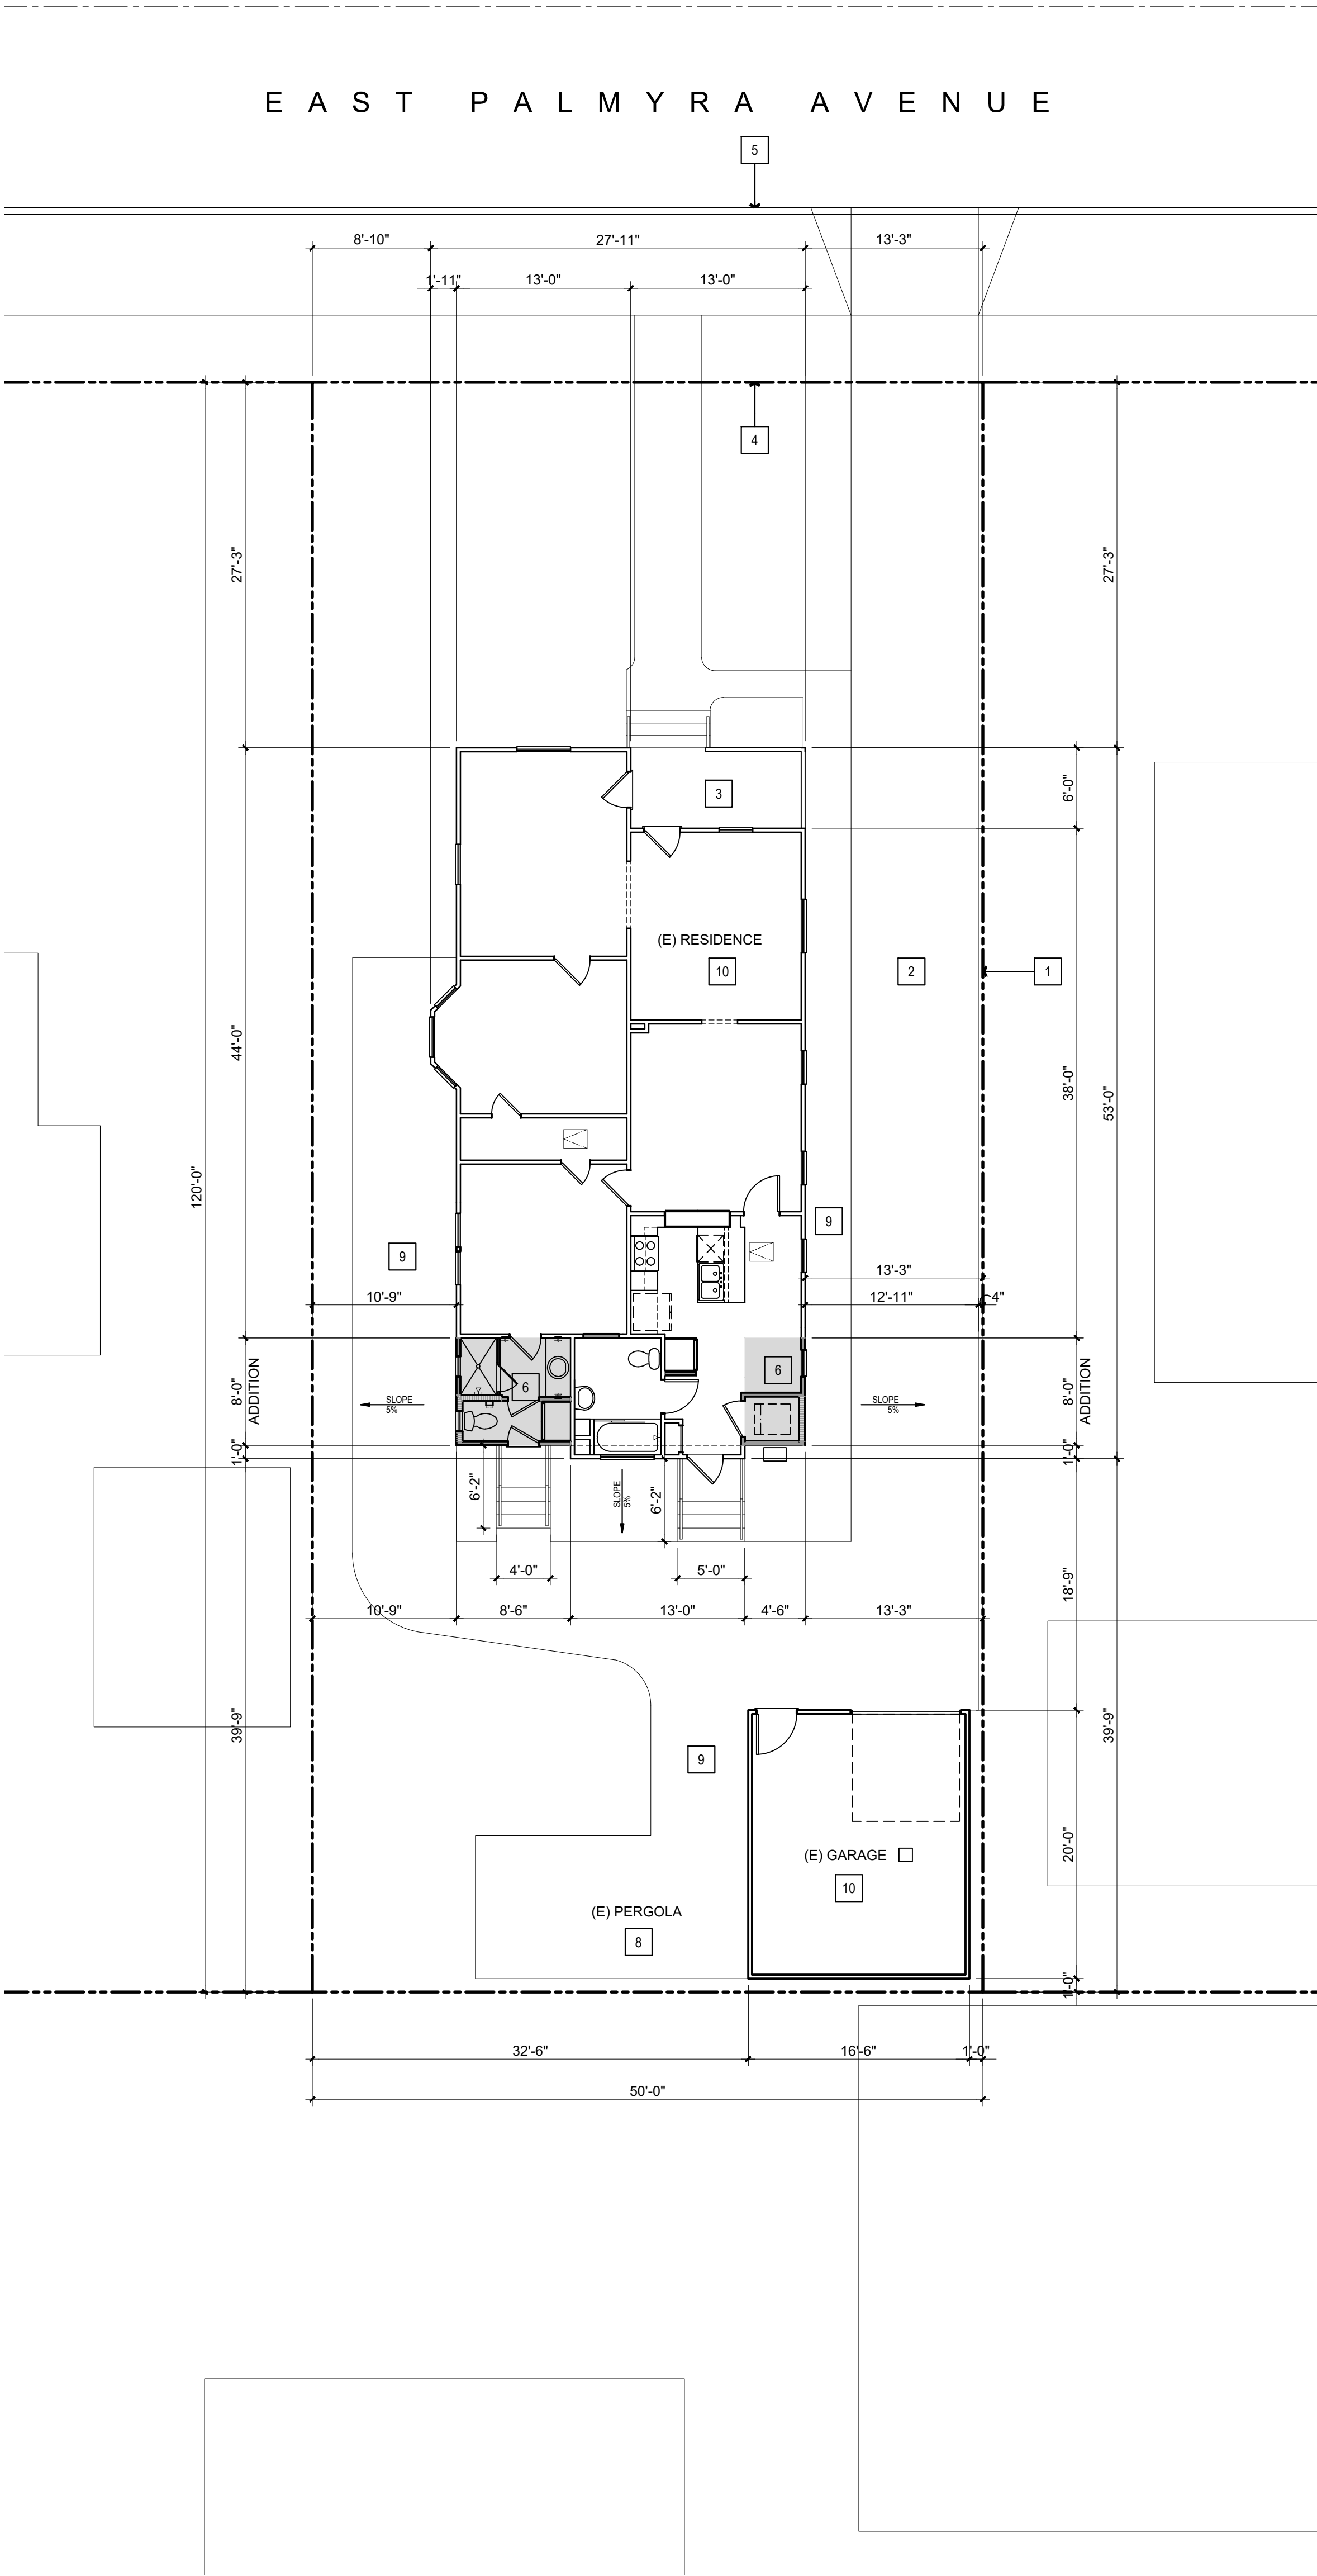 EAST PALMYRA AVENUE
5
8'-10" 27'-11" 13'-3"
1'-11" 13'-0" 13'-0"
4
27'-3" 27'-3"
6'-0"
3
(E) RESIDENCE
10 2 1
44'-0" 38'-0" 53'-0"
120'-0"
9
9
13'-3"
10'-9" 12'-11" 4"
6
6
8'-0" ADDITION 8'-0" ADDITION
SLOPE
5%
SLOPE
5%
1'-0" 1'-0"
6'-2" SLOPE
5% 6'-2"
4'-0" 5'-0"
18'-9"
10'-9" 8'-6" 13'-0" 4'-6" 13'-3"
39'-9" 39'-9"
9
20'-0"
(E) GARAGE
10
(E) PERGOLA
8
1'-0"
32'-6" 16'-6" 1'-0"
50'-0"